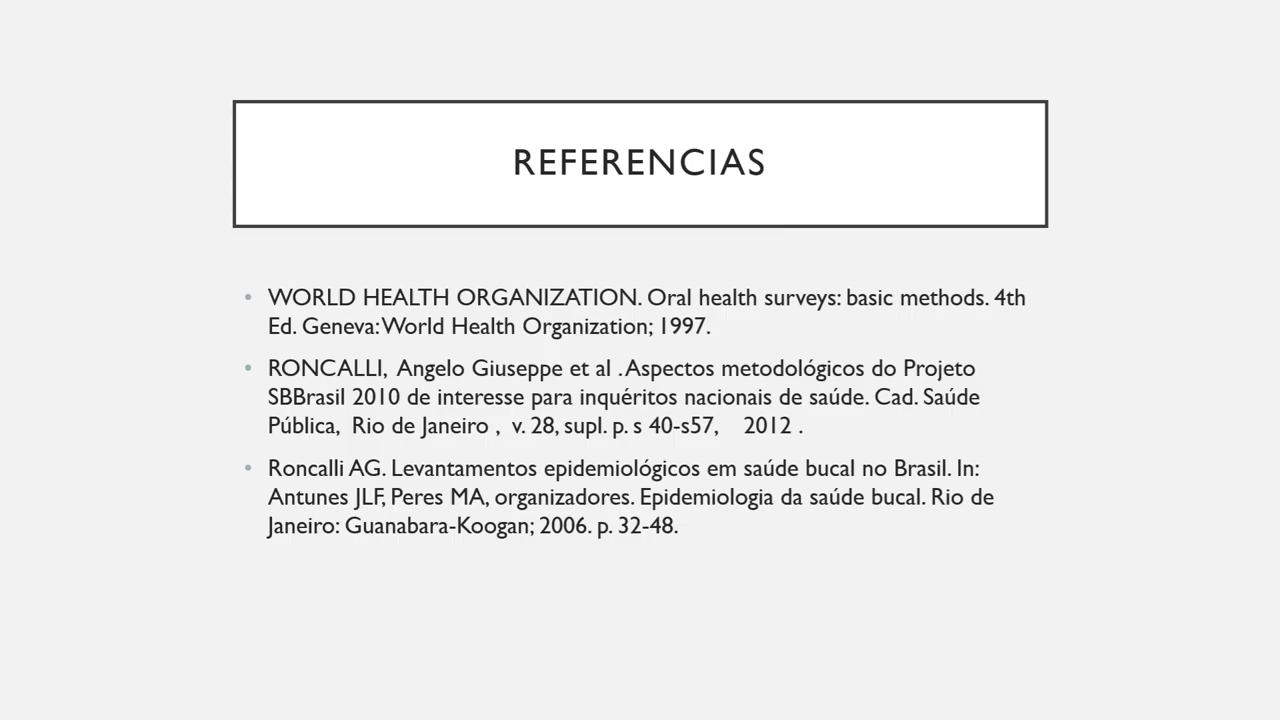 REFERENCIAS
• WORLD HEALTH ORGANIZATION. Oral health surveys: basic methods. 4th
Ed. Geneva: World Health Organization; 1997.
• RONCALLI, Angelo Giuseppe et al . Aspectos metodológicos do Projeto
SBBrasil 2010 de interesse para inquéritos nacionais de saúde. Cad. Saúde
Pública, Rio de Janeiro , v. 28, supl. p. s 40-s57, 2012 .
• Roncalli AG. Levantamentos epidemiológicos em saúde bucal no Brasil. In:
Antunes JLF, Peres MA, organizadores. Epidemiologia da saúde bucal. Rio de
Janeiro: Guanabara-Koogan; 2006. p. 32-48.